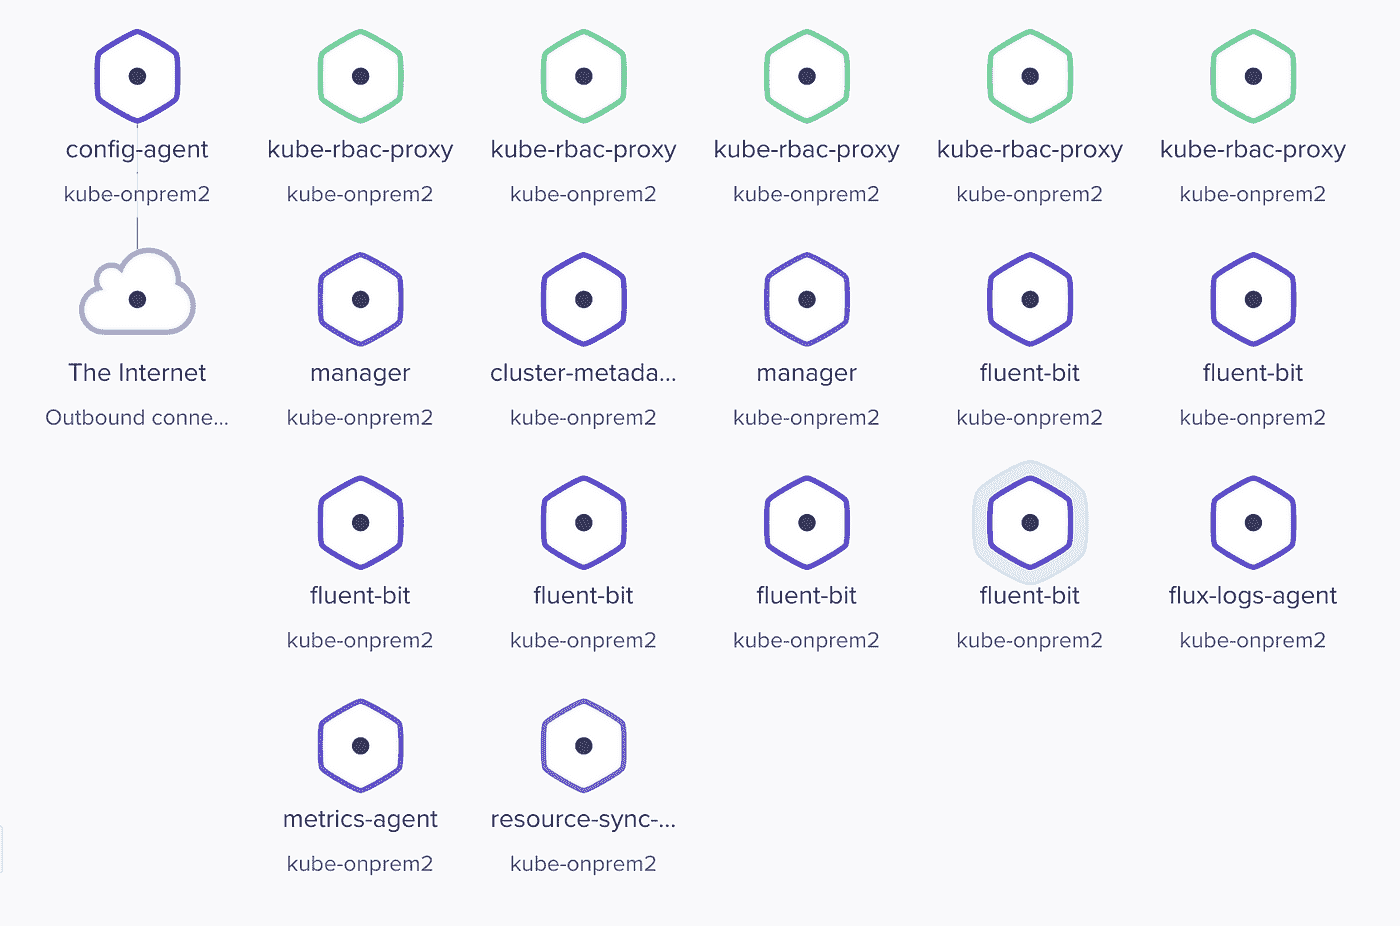 config-agent
kube-rbac-proxy
kube-rbac-proxy
kube-rbac-proxy
kube-rbac-proxy
kube-rbac-proxy
kube-onprem2
kube-onprem2
kube-onprem2
kube-onprem2
kube-onprem2
kube-onprem2
The Internet
manager
cluster-metada...
manager
fluent-bit
fluent-bit
Outbound conne...
kube-onprem2
kube-onprem2
kube-onprem2
kube-onprem2
kube-onprem2
fluent-bit
fluent-bit
fluent-bit
fluent-bit
flux-logs-agent
kube-onprem2
kube-onprem2
kube-onprem2
kube-onprem2
kube-onprem2
metrics-agent
resource-sync-...
kube-onprem2
kube-onprem2